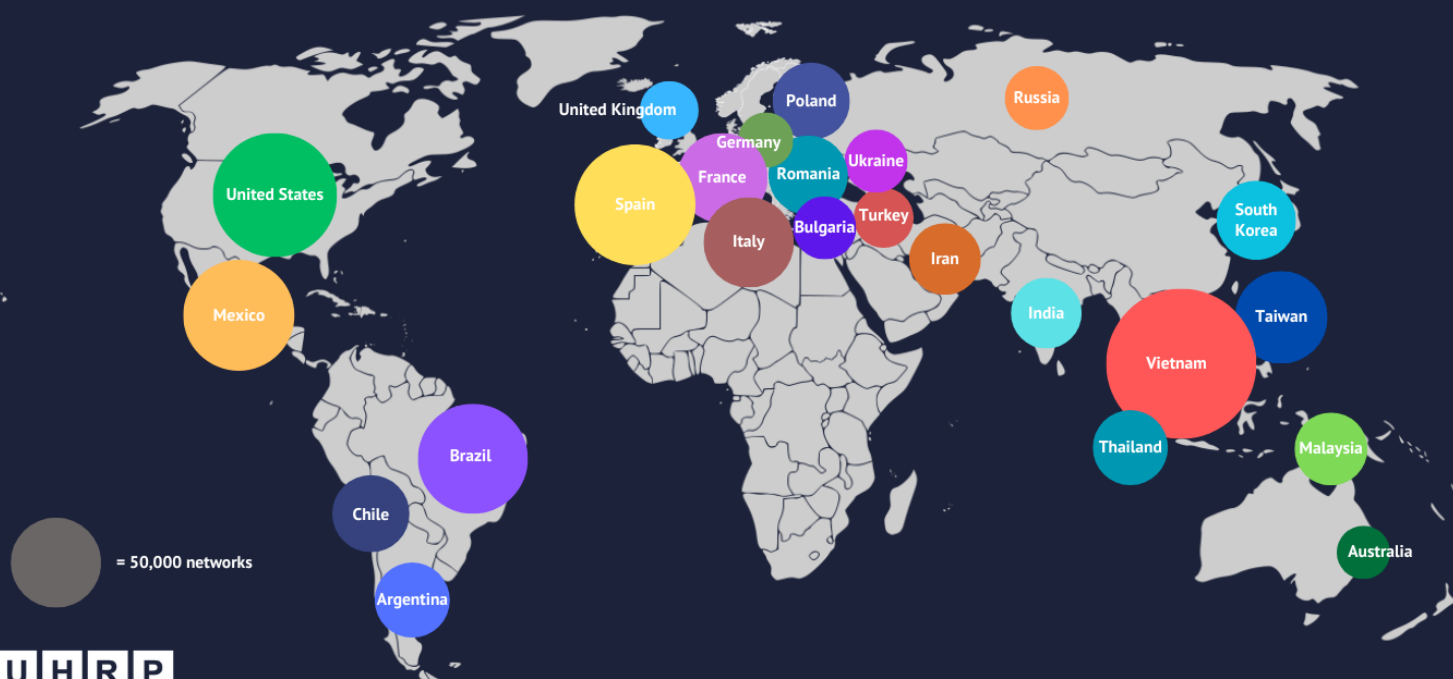 Russia
Poland
United Kingdom
Germany
Ukraine
Romania
France
United States
Spain
Turkey
South
Korea
Bulgaria
Italy
Iran
Mexico
India
Taiwan
Vietnam
Thailand
Malaysia
Brazil
Chile
Australia
= 50,000 networks
Argentina
UHRP